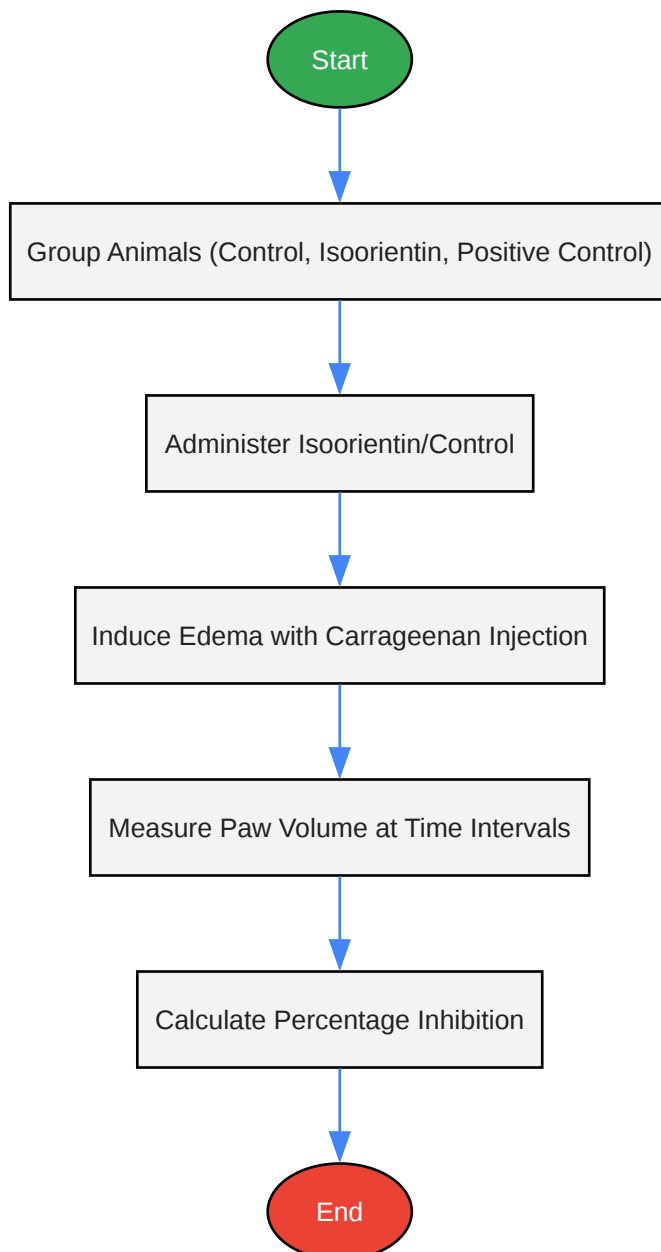 Start
Group Animals (Control, Isoorientin, Positive Control)
Administer Isoorientin/Control
Induce Edema with Carrageenan Injection
Measure Paw Volume at Time Intervals
Calculate Percentage Inhibition
End